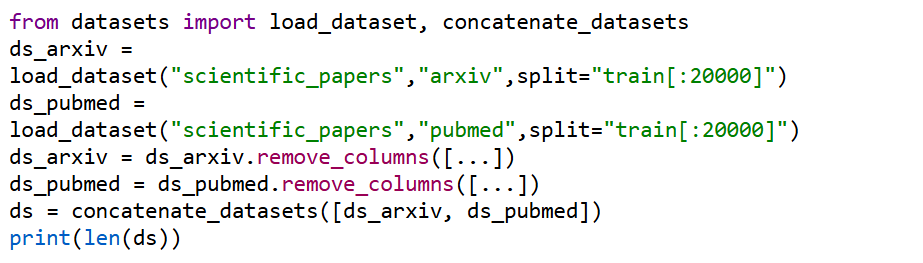 from datasets import load_dataset, concatenate_datasets
ds_arxiv =
load_dataset("scientific_papers","arxiv",split="train[:20000]")
ds_pubmed =
load_dataset("scientific_papers","pubmed",split="train[:20000]")
ds_arxiv = ds_arxiv.remove_columns([...])
ds_pubmed = ds_pubmed.remove_columns([...])
ds = concatenate_datasets([ds_arxiv, ds_pubmed])
print(len(ds))